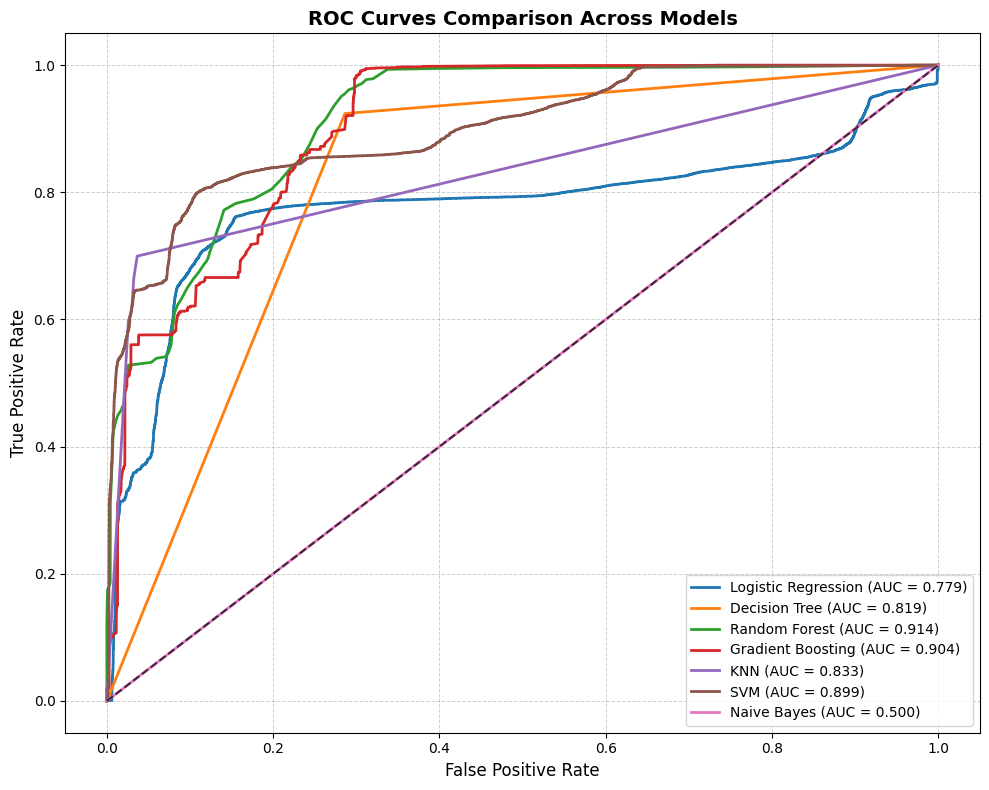 ROC Curves Comparison Across Models
True Positive Rate
1.0
0.8
0.6
0.4
0.2
0.0
0.0 0.2 0.4 0.6 0.8 1.0
False Positive Rate
Logistic Regression (AUC = 0.779)
Decision Tree (AUC = 0.819)
Random Forest (AUC = 0.914)
Gradient Boosting (AUC = 0.904)
KNN (AUC = 0.833)
SVM (AUC = 0.899)
Naive Bayes (AUC = 0.500)